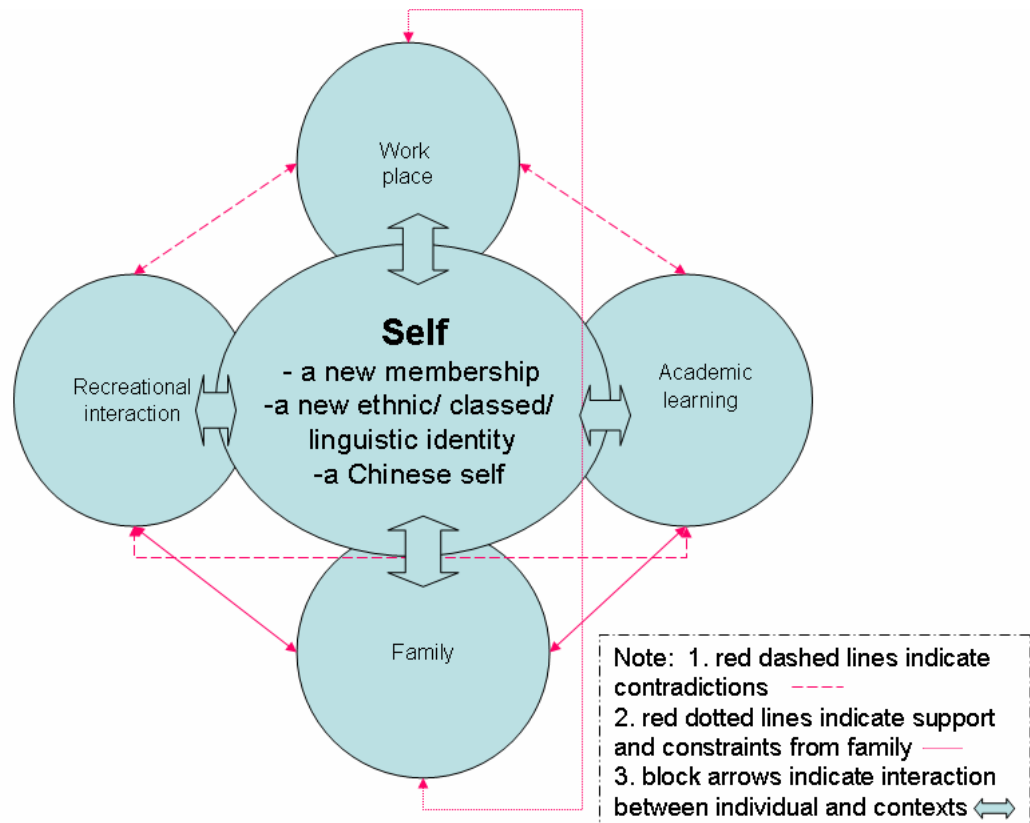 Work
place
Self
- a new membership
-a new ethnic/ classed/
linguistic identity
-a Chinese self
Recreational
interaction
Academic
learning
Family
Note:  1. red dashed lines indicate
contradictions
2. red dotted lines indicate support
and constraints from family
3. block arrows indicate interaction
between individual and contexts